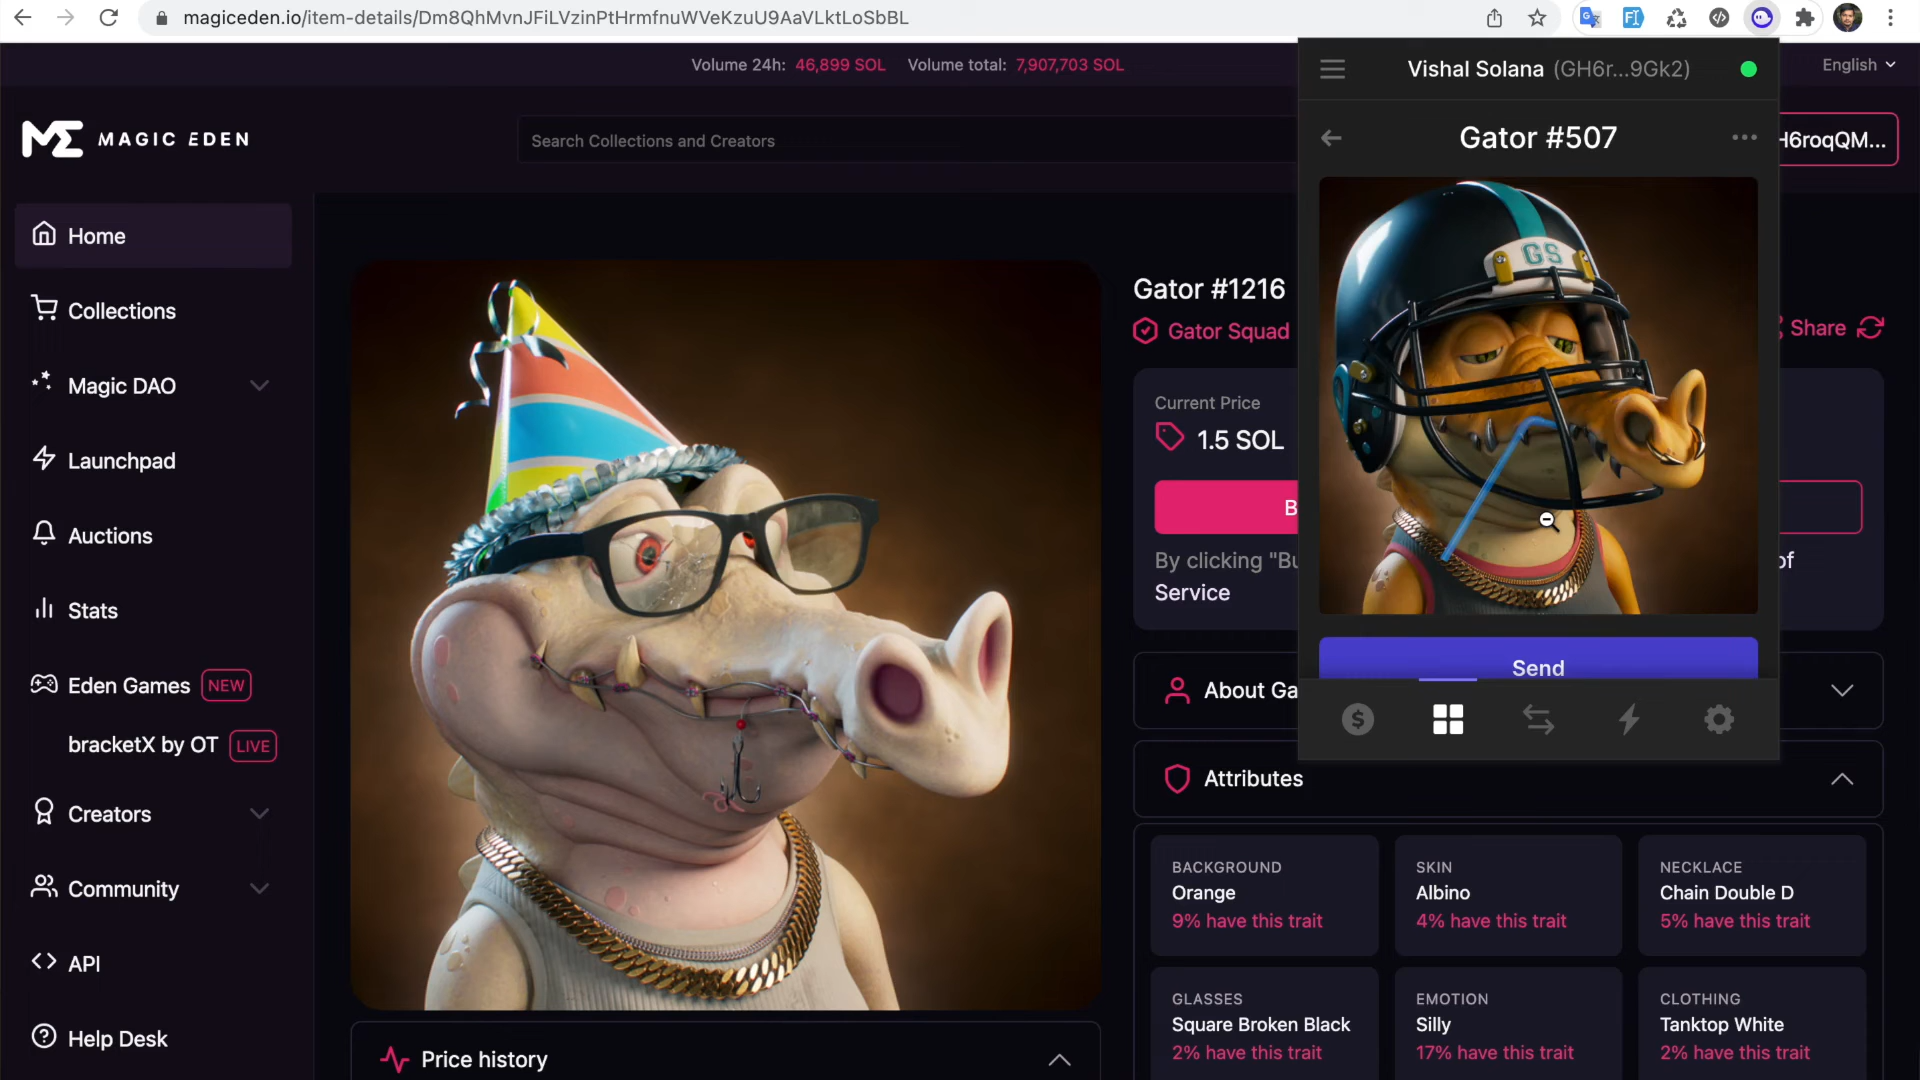 magiceden.io/item-details/Dm8QhMvnJFiLVzinPtHrmfnuWVeKzuU9AaVLktLoSbBL
Volume 24h: 46,899 SOL Volume total: 7,907,703 SOL
English
MAGIC EDEN
Search Collections and Creators
H6roqQM...
Home
Collections
Magic DAO
Launchpad
Auctions
Stats
Eden Games NEW
bracketX by OT LIVE
Creators
Community
API
Help Desk
Price history
Gator #1216
Gator Squad
Share
Current Price
1.5 SOL
B
By clicking "Bu
of
Service
About Ga
Attributes
BACKGROUND
Orange
9% have this trait
SKIN
Albino
4% have this trait
NECKLACE
Chain Double D
5% have this trait
GLASSES
Square Broken Black
2% have this trait
EMOTION
Silly
17% have this trait
CLOTHING
Tanktop White
2% have this trait
Vishal Solana (GH6r...9Gk2)
Gator #507
GS
Send